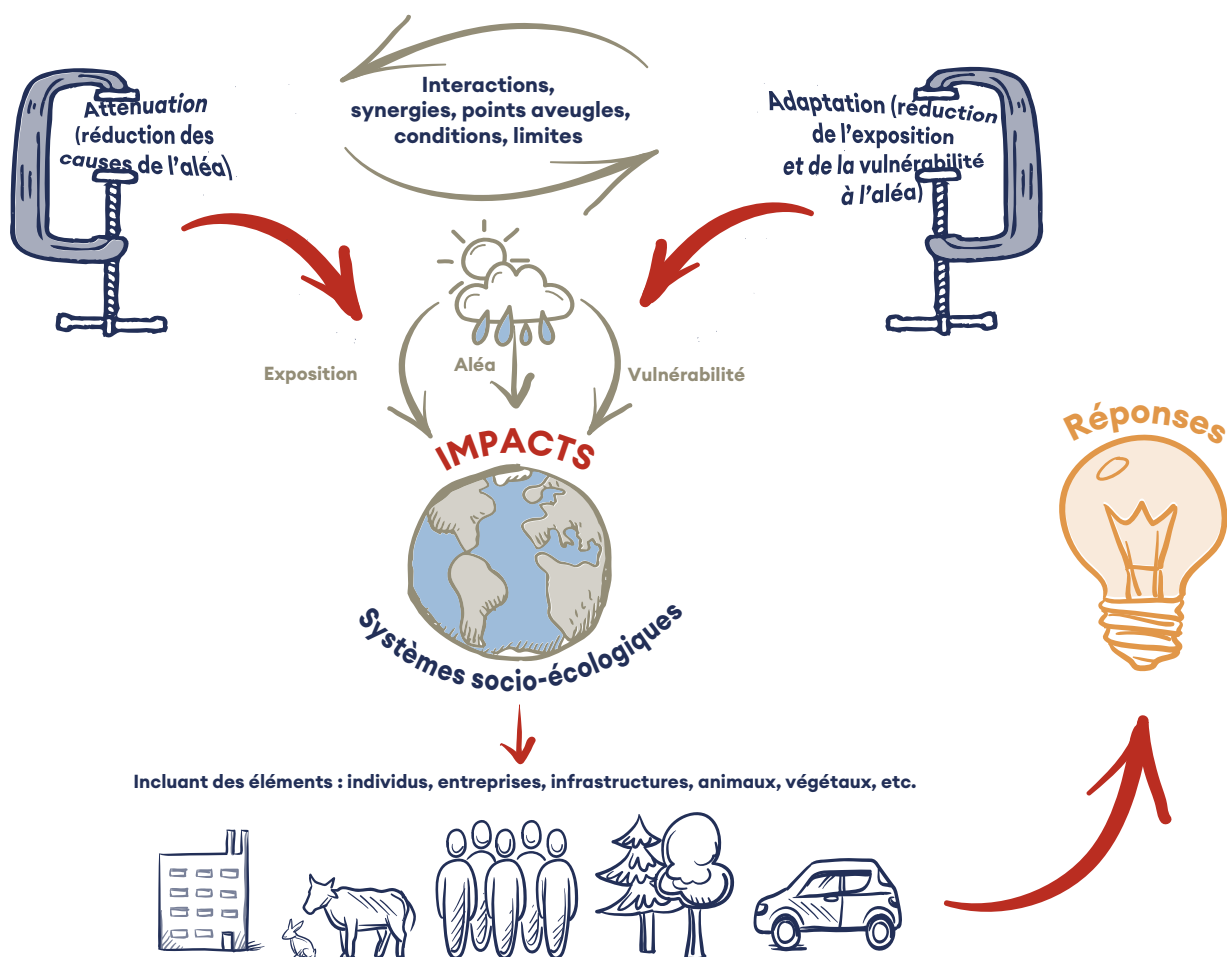 Interactions,
synergies, points aveugles,
conditions, limites
Atténuation
(réduction des
causes de l'aléa)
Adaptation (réduction
de l'exposition
et de la vulnérabilité
à l'aléa)
Exposition
Aléa
Vulnérabilité
IMPACTS
Systèmes socio-écologiques
Réponses
Incluant des éléments : individus, entreprises, infrastructures, animaux, végétaux, etc.